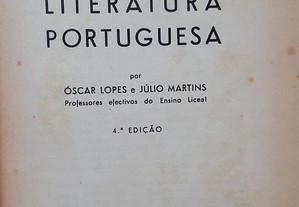 LITERATURA
PORTUGUESA
por
ÓSCAR LOPES e JÚLIO MARTINS
Professores efectivos do Ensino Liceal
4.ª EDIÇÃO